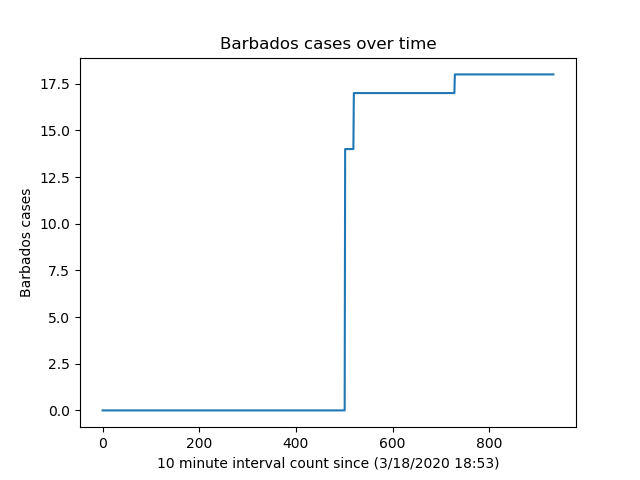 Barbados cases over time
17.5
15.0
12.5
10.0
7.5
5.0
2.5
0.0
Barbados cases
0 200 400 600 800
10 minute interval count since (3/18/2020 18:53)